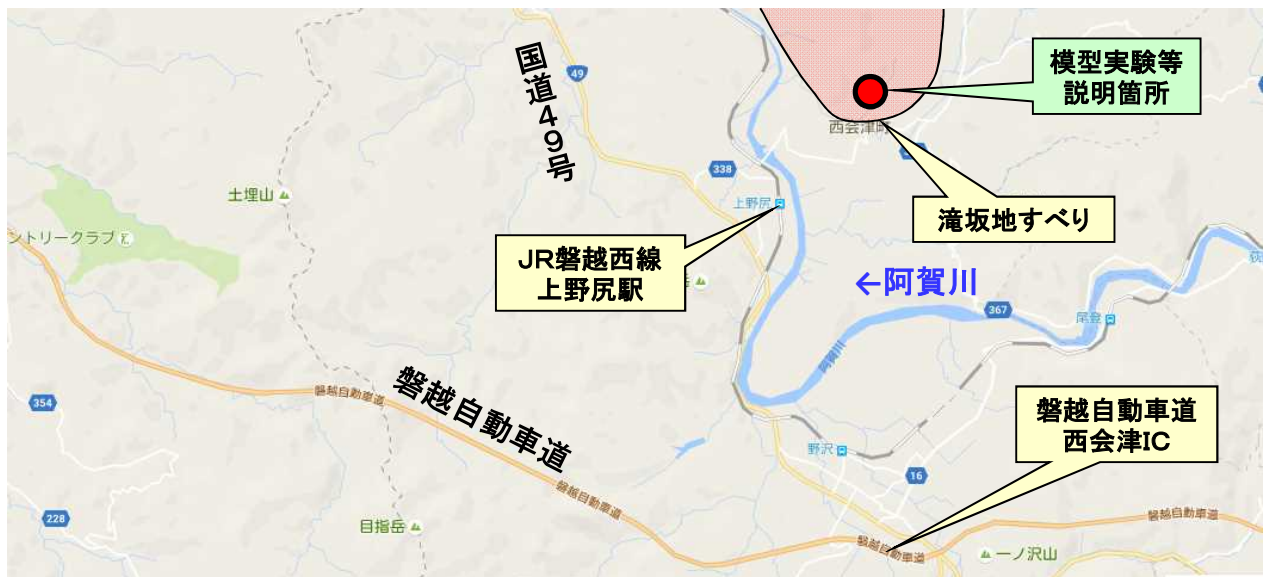 国道49号
49
模型実験等
説明箇所
西会津町
338
土埋山
上野尻
滝坂地すべり
ントリークラブ
JR磐越西線
上野尻駅
←阿賀川
367
尾登
阿賀川
磐越自動車道
磐越自動車道
354
磐越自動車道
西会津IC
野沢
16
磐越自動車道
228
目指岳
磐越自動車道
磐越自動車道
一ノ沢山